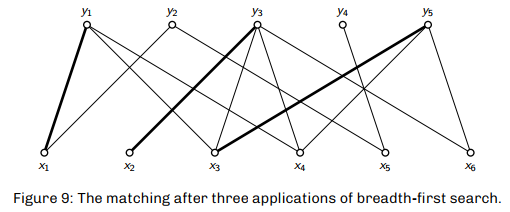 y1 y2 y3 y4 y5
x1 x2 x3 x4 x5 x6
Figure 9: The matching after three applications of breadth-first search.